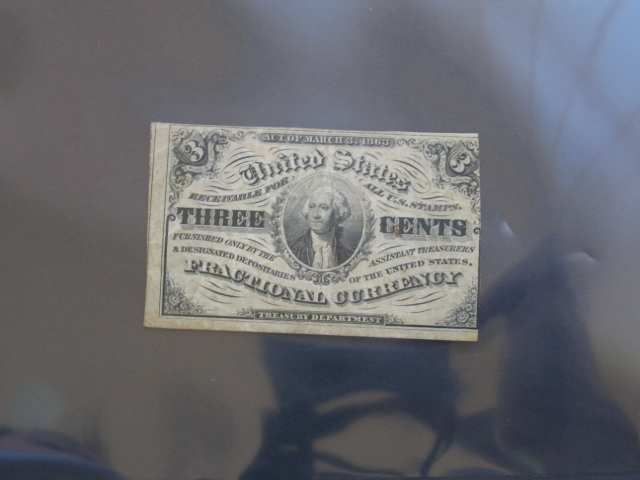 ACT OF MARCH 3, 1863
3 3
United States
RECEIVABLE FOR ALL U.S. STAMPS,
THREE CENTS
FURNISHED ONLY BY THE ASSISTANT TREASURERS
& DESIGNATED DEPOSITARIES OF THE UNITED STATES,
FRACTIONAL CURRENCY
TREASURY DEPARTMENT